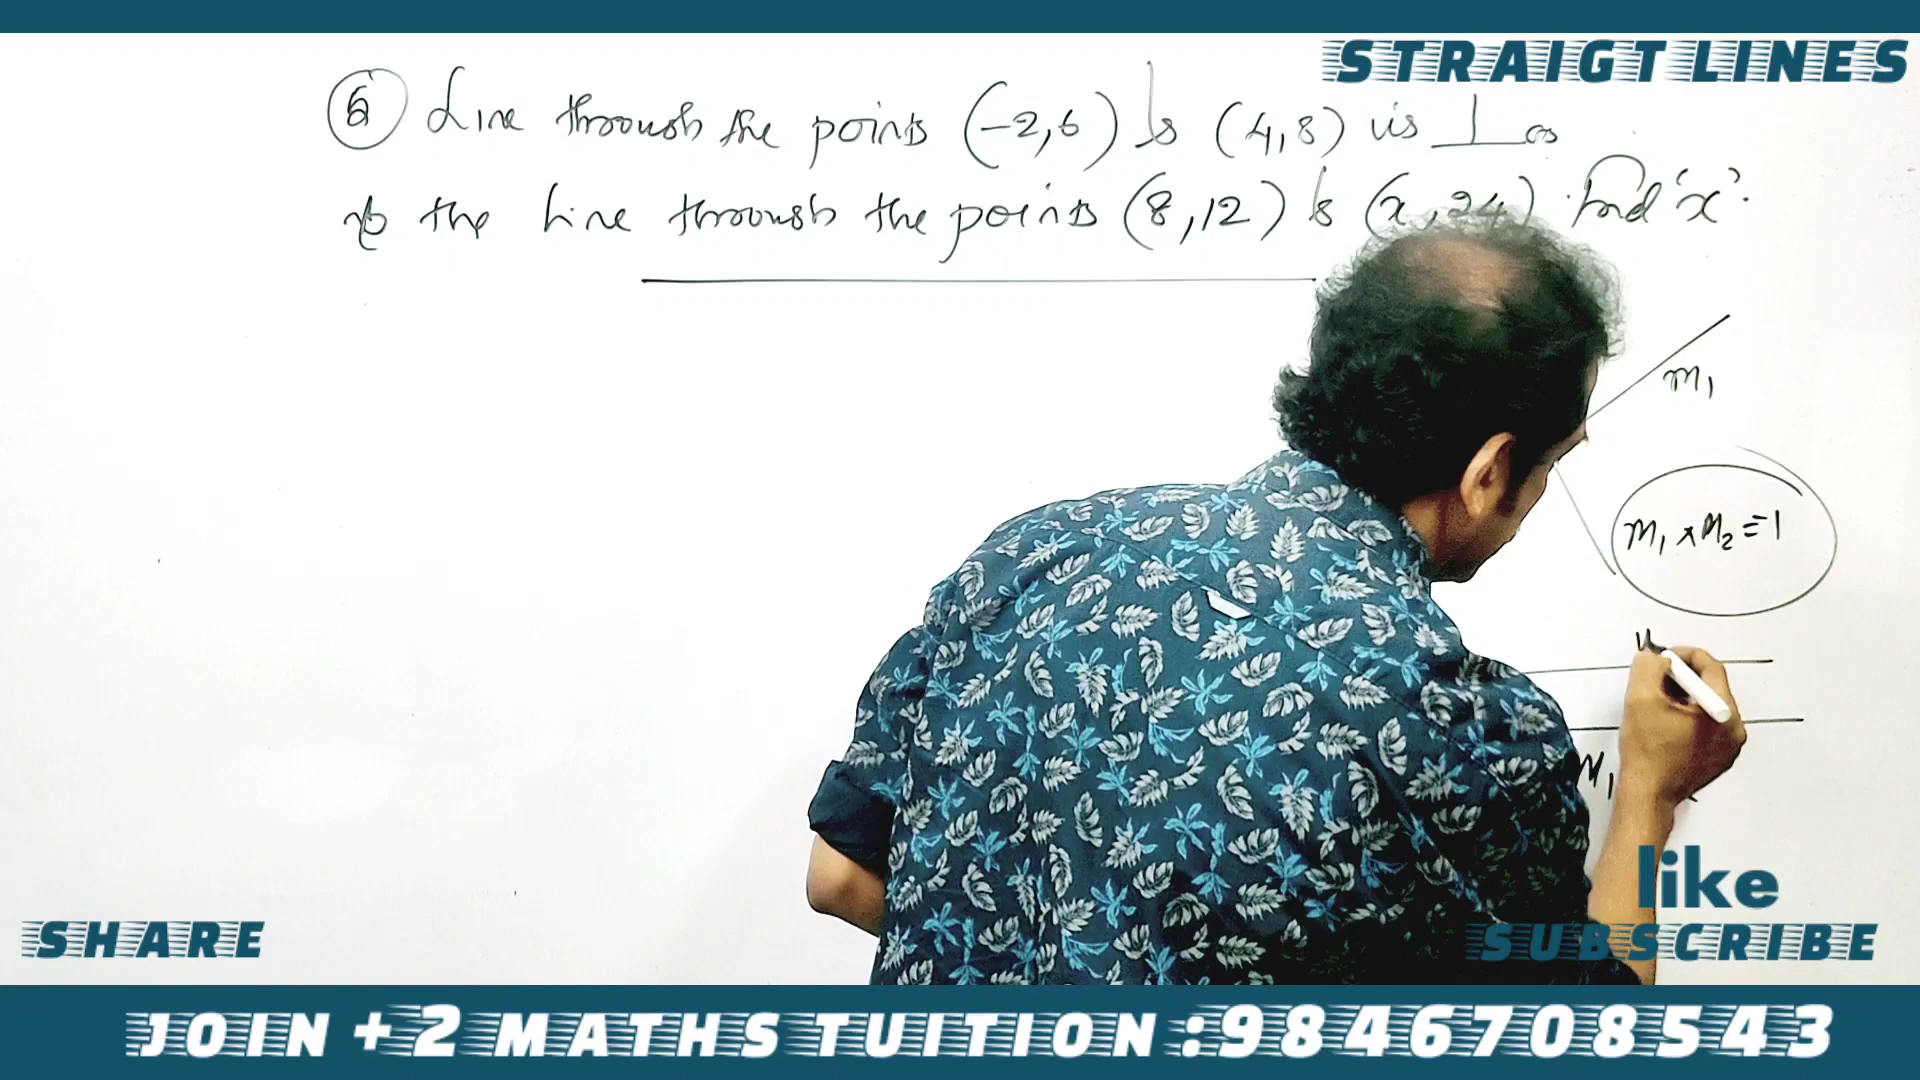 STRAIGT LINES
6 Line through the points (-2,6) & (4,8) is ⊥ar
to the line through the points (8,12) & (x,24). Find 'x'.
m₁
m₁ × m₂ = -1
m₁
like
SHARE
SUBSCRIBE
JOIN +2 MATHS TUITION :9846708543